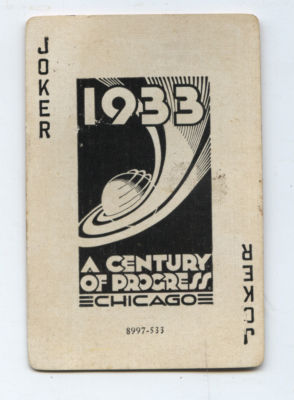 JOKER
1933
A CENTURY
OF PROGRESS
CHICAGO
8997-533
JOKER